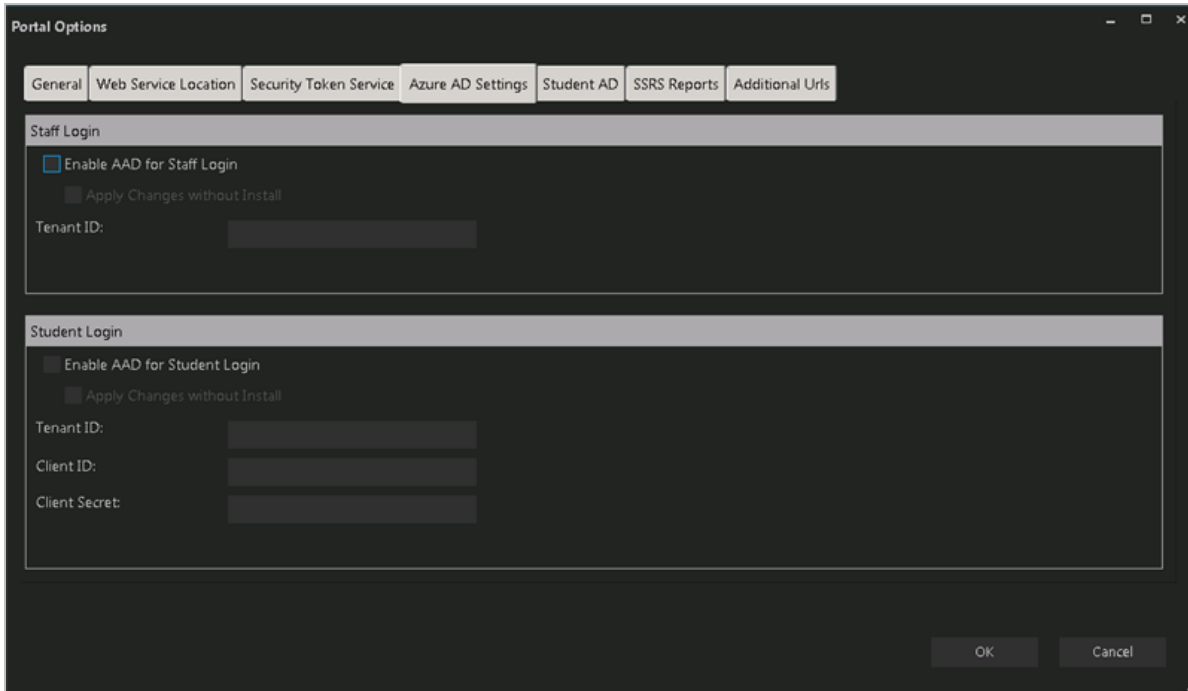 Portal Options
General Web Service Location Security Token Service Azure AD Settings Student AD SSRS Reports Additional Urls
Staff Login
Enable AAD for Staff Login
Apply Changes without Install
Tenant ID:
Student Login
Enable AAD for Student Login
Apply Changes without Install
Tenant ID:
Client ID:
Client Secret:
OK Cancel